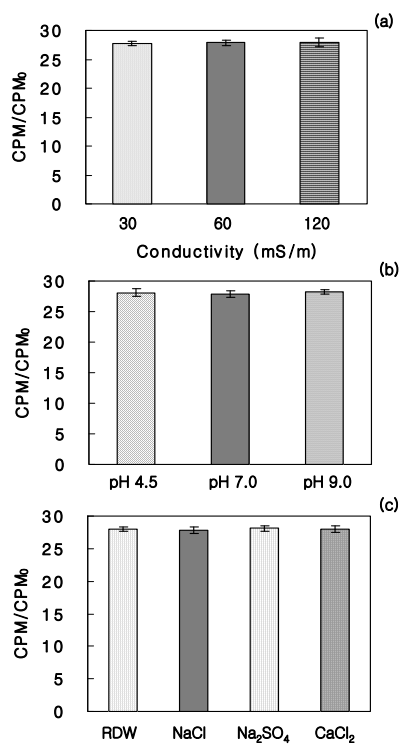 (a)
CPM/CPM₀
30
25
20
15
10
5
0
30 60 120
Conductivity (mS/m)
(b)
CPM/CPM₀
30
25
20
15
10
5
0
pH 4.5 pH 7.0 pH 9.0
(c)
CPM/CPM₀
30
25
20
15
10
5
0
RDW NaCl Na₂SO₄ CaCl₂